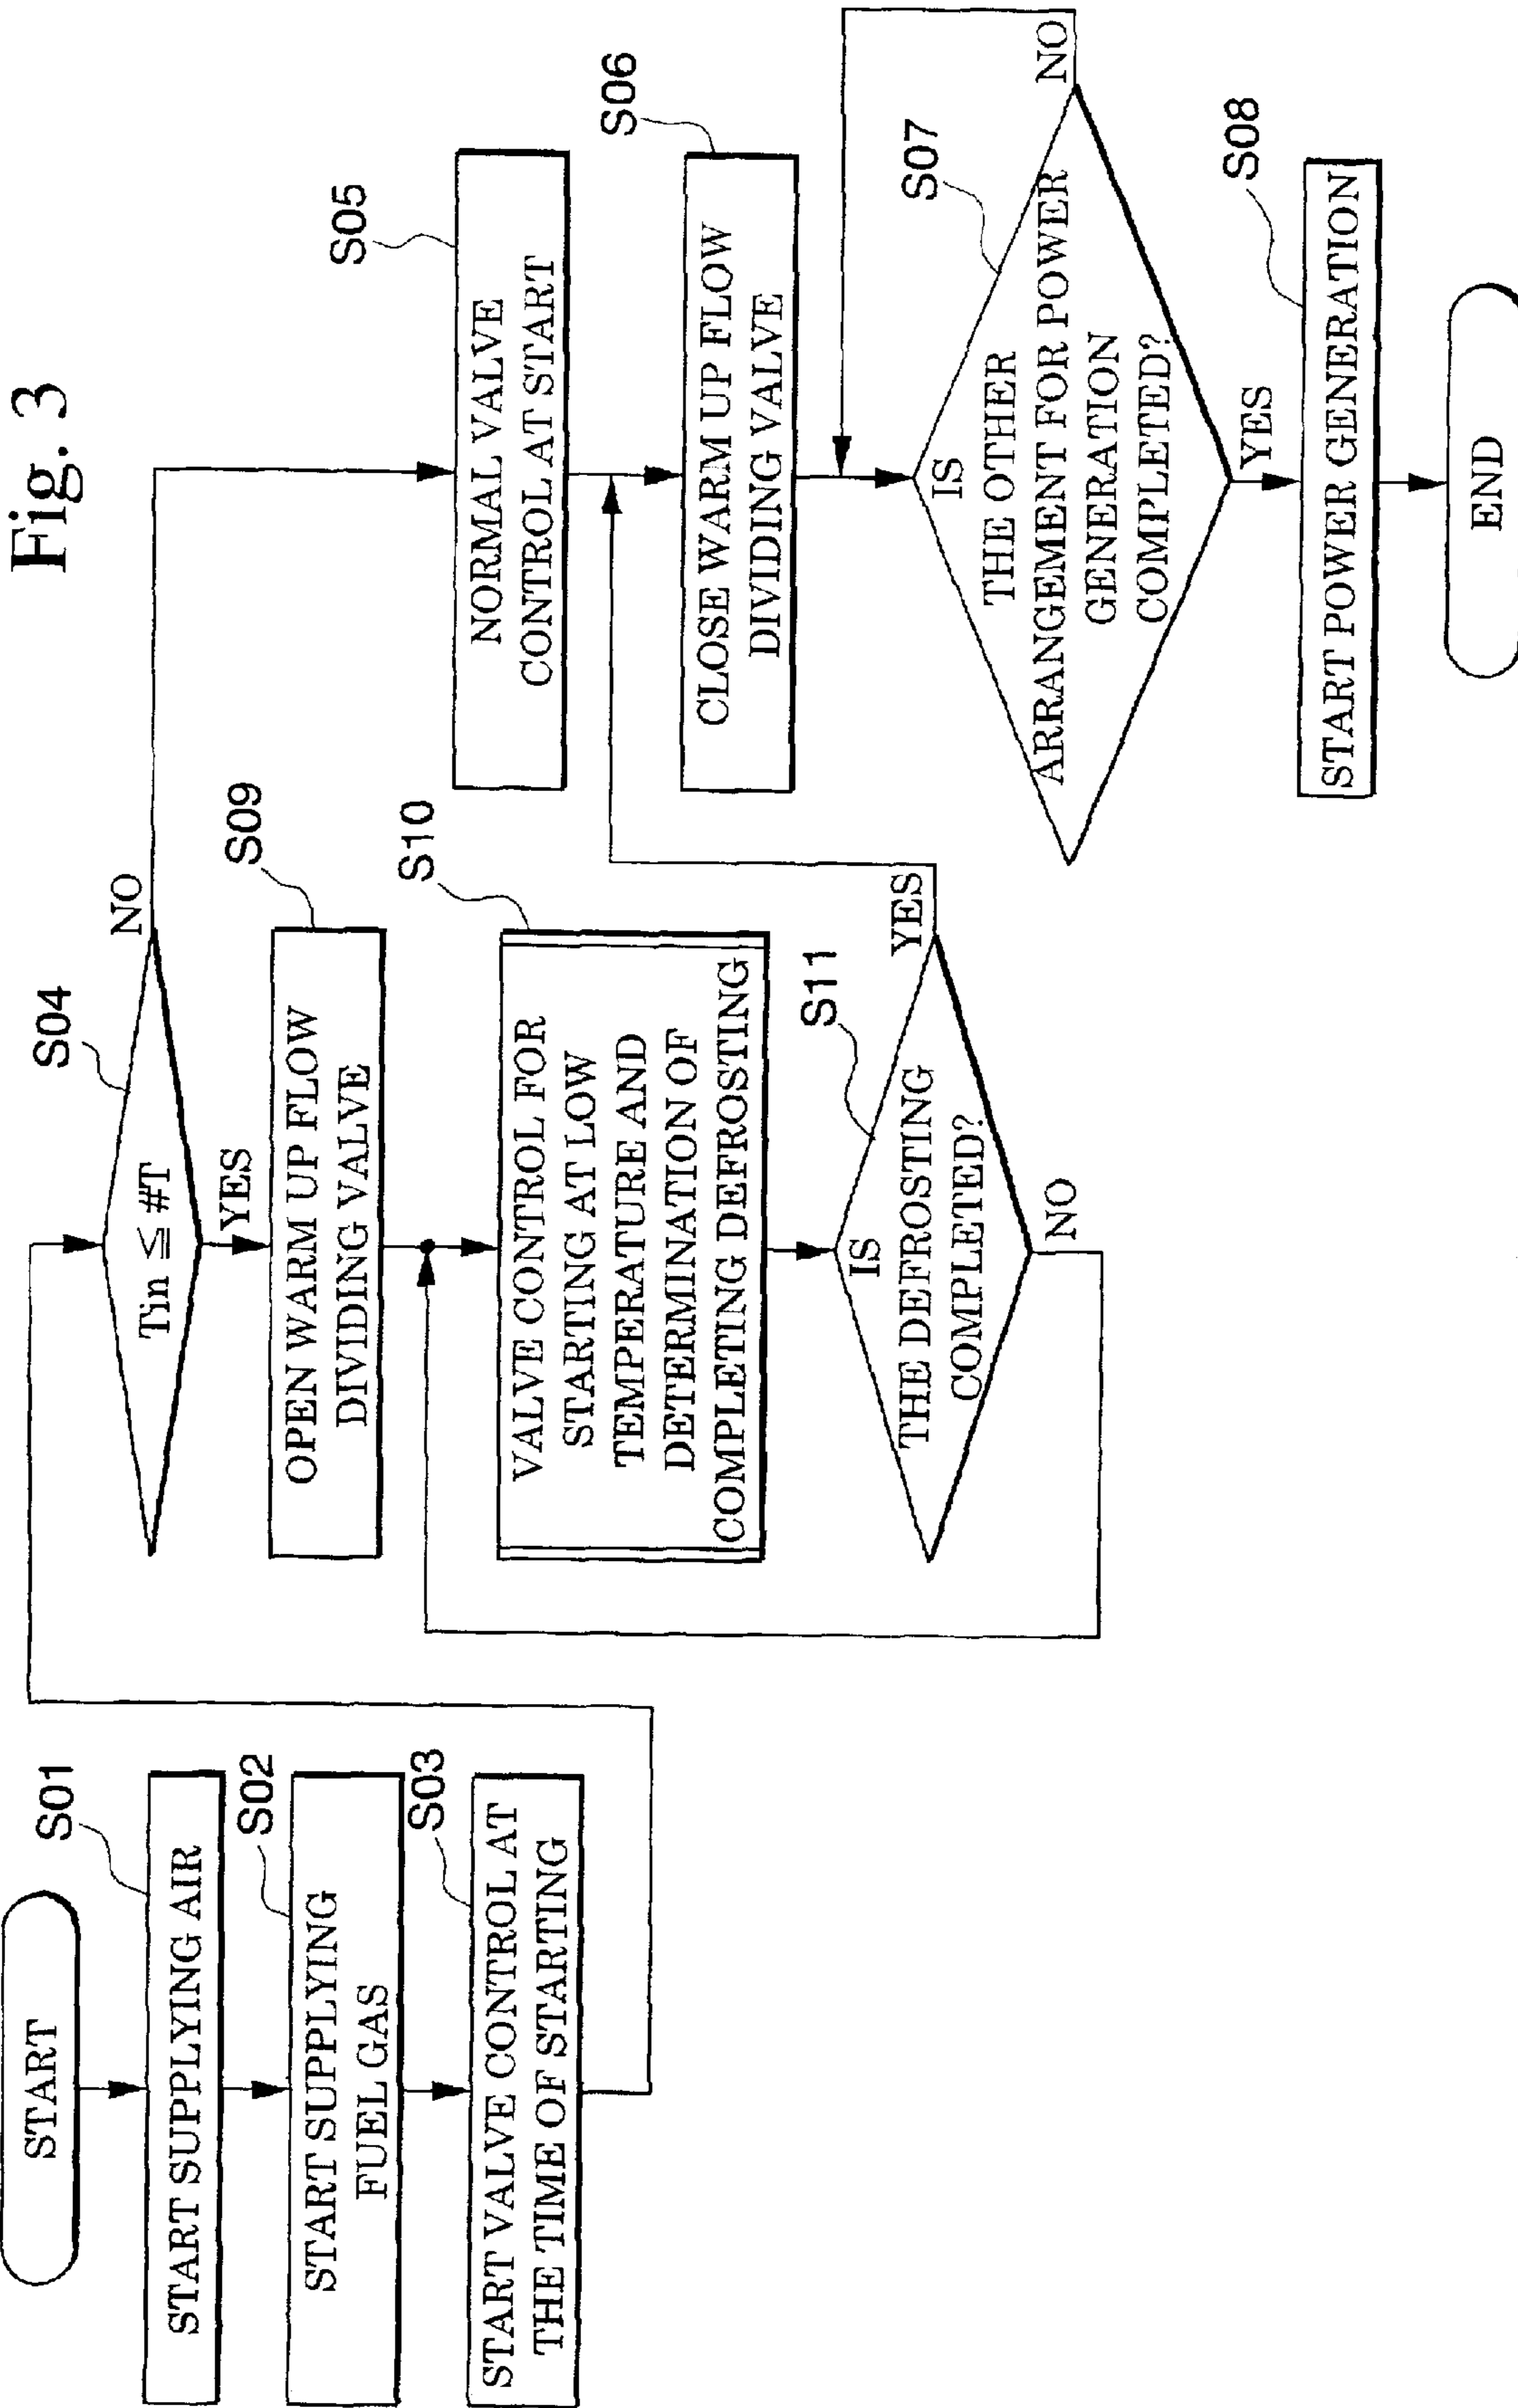 Fig. 3
START
S01
START SUPPLYING AIR
S02
START SUPPLYING
FUEL GAS
S03
START VALVE CONTROL AT
THE TIME OF STARTING
S04
Tin ≦ #T
NO
YES
S09
OPEN WARM UP FLOW
DIVIDING VALVE
S10
VALVE CONTROL FOR
STARTING AT LOW
TEMPERATURE AND
DETERMINATION OF
COMPLETING DEFROSTING
S11
IS
THE DEFROSTING
COMPLETED?
YES
NO
S05
NORMAL VALVE
CONTROL AT START
S06
CLOSE WARM UP FLOW
DIVIDING VALVE
S07
IS
THE OTHER
ARRANGEMENT FOR POWER
GENERATION
COMPLETED?
NO
YES
S08
START POWER GENERATION
END